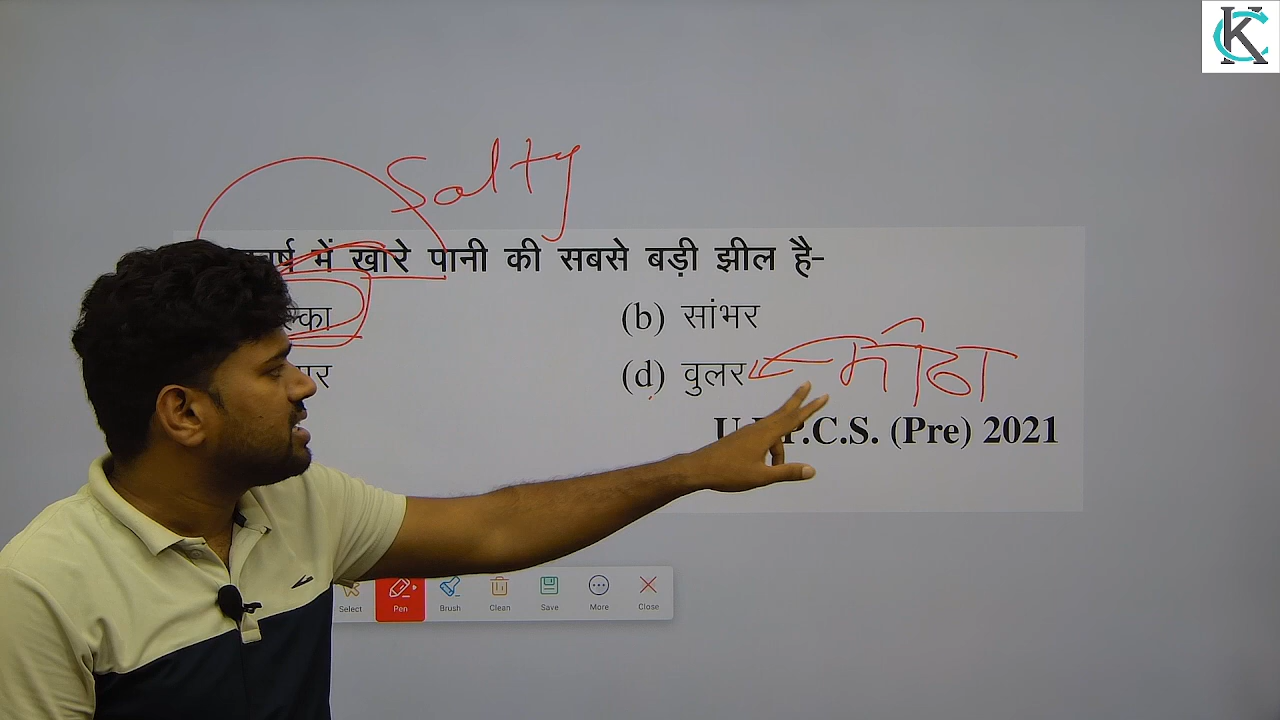 Salty
में खारे पानी की सबसे बड़ी झील है-
(b) सांभर
(d) वुलर मीठा
P.C.S. (Pre) 2021
Select Pen Brush Clean Save More Close